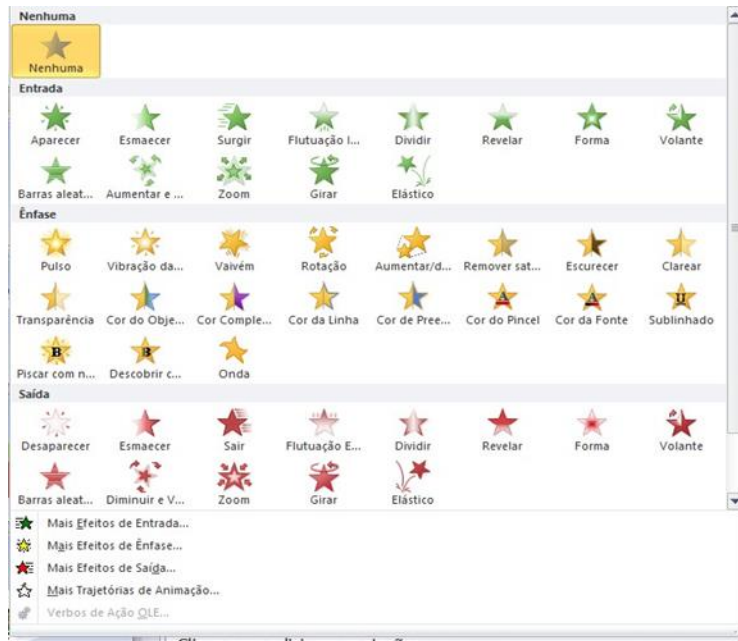 Nenhuma
Nenhuma
Entrada
Aparecer Esmaecer Surgir Flutuação I... Dividir Revelar Forma Volante
Barras aleat... Aumentar e ... Zoom Girar Elástico
Ênfase
Pulso Vibração da... Vaivém Rotação Aumentar/d... Remover sat... Escurecer Clarear
Transparência Cor do Obje... Cor Comple... Cor da Linha Cor de Pree... Cor do Pincel Cor da Fonte Sublinhado
Piscar com n... Descobrir c... Onda
Saída
Desaparecer Esmaecer Sair Flutuação E... Dividir Revelar Forma Volante
Barras aleat... Diminuir e V... Zoom Girar Elástico
Mais Efeitos de Entrada...
Mais Efeitos de Ênfase...
Mais Efeitos de Saída...
Mais Trajetórias de Animação...
Verbos de Ação OLE...